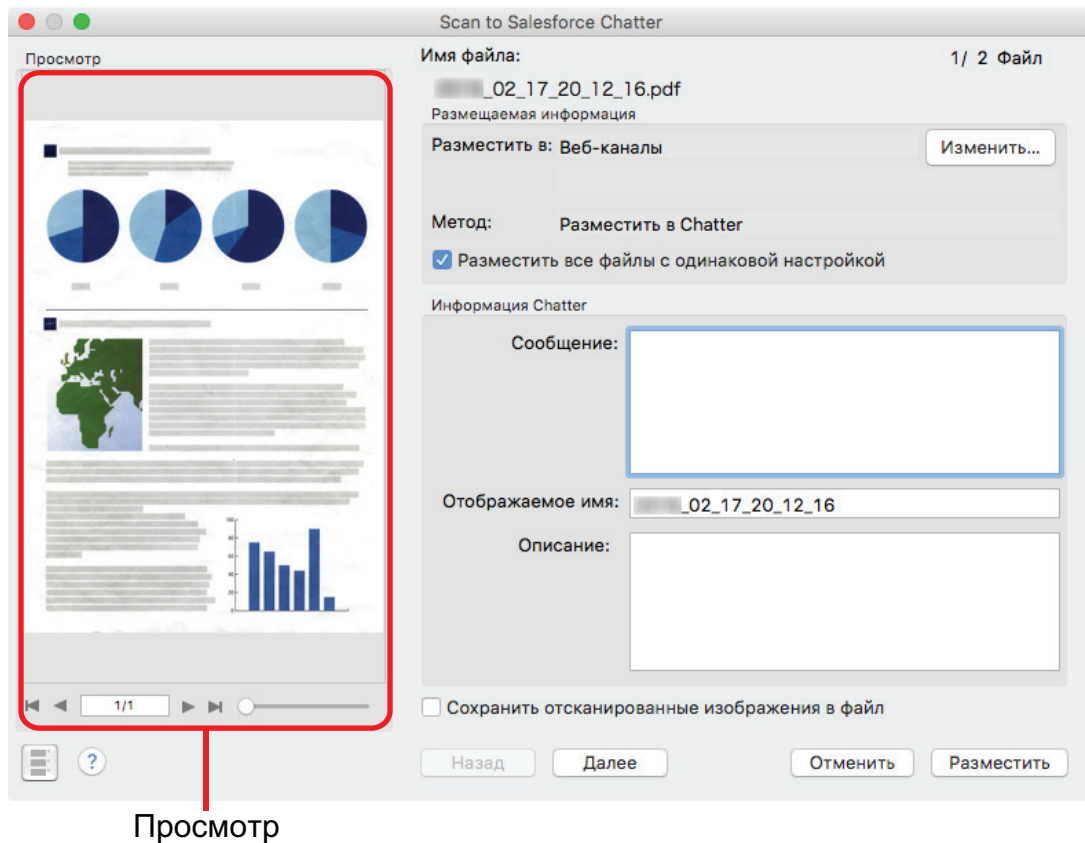 Scan to Salesforce Chatter
Просмотр
Имя файла:
1/ 2 Файл
_02_17_20_12_16.pdf
Размещаемая информация
Разместить в: Веб-каналы
Изменить...
Метод: Разместить в Chatter
Разместить все файлы с одинаковой настройкой
Информация Chatter
Сообщение:
Отображаемое имя: _02_17_20_12_16
Описание:
1/1
Сохранить отсканированные изображения в файл
?
Назад
Далее
Отменить
Разместить
Просмотр